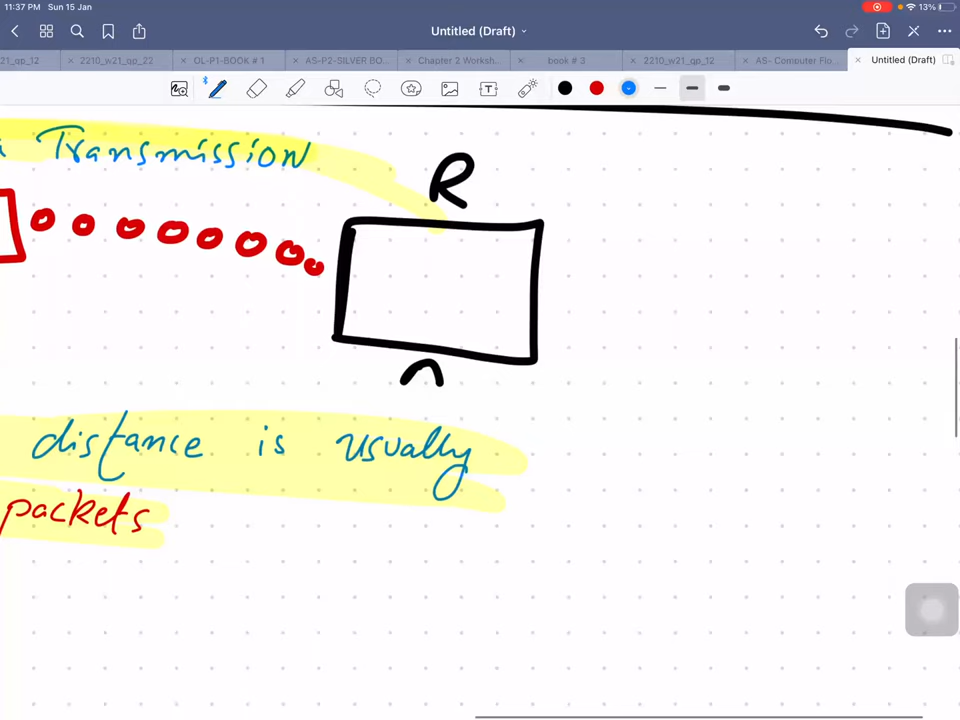 11:37 PM Sun 15 Jan 13%
Untitled (Draft)
21_qp_12 2210_w21_qp_22 OL-P1-BOOK # 1 AS-P2-SILVER BO... Chapter 2 Worksh... book # 3 2210_w21_qp_12 AS- Computer Flo... Untitled (Draft)
Transmission
R
distance is usually
packets